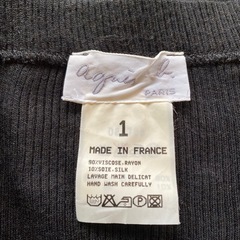 agnès b.
PARIS
1
MADE IN FRANCE
90/VISCOSE.RAYON
10/SOIE.SILK
LAVAGE MAIN DELICAT
HAND WASH CAREFULLY